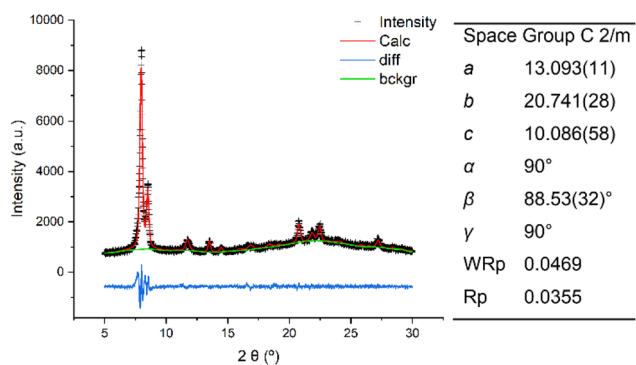 10000
8000
6000
4000
2000
0
Intensity (a.u.)
Intensity
Calc
diff
bckgr
5 10 15 20 25 30
2 θ (º)
Space Group C 2/m
a 13.093(11)
b 20.741(28)
c 10.086(58)
α 90°
β 88.53(32)°
γ 90°
WRp 0.0469
Rp 0.0355